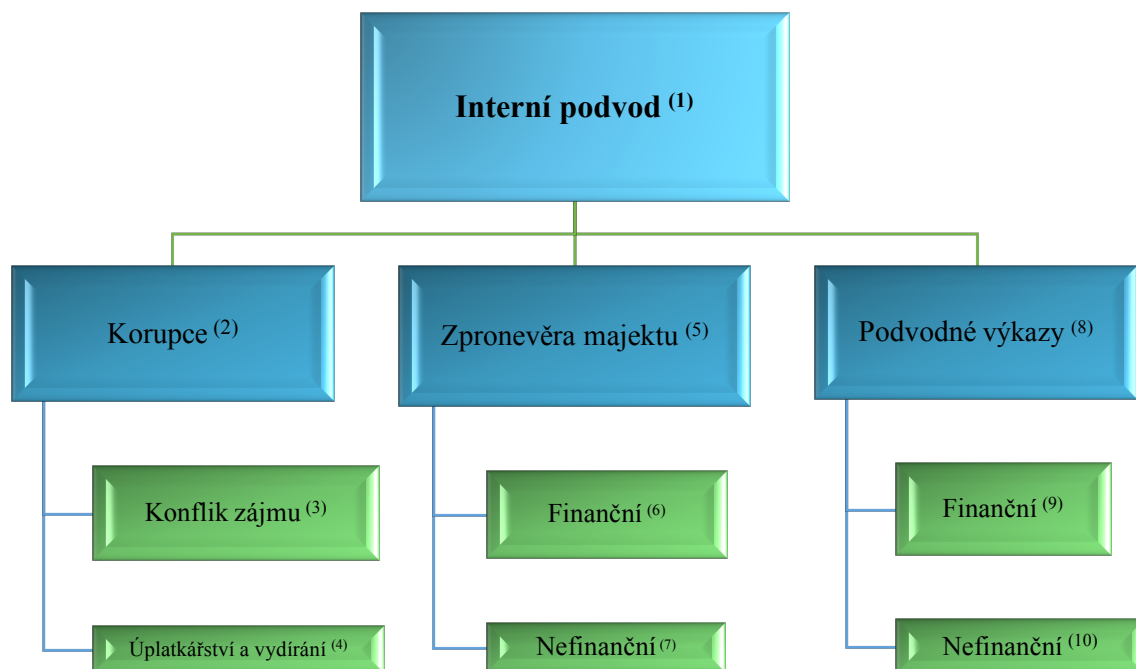 Interní podvod (1)
Korupce (2)
Zpronevěra majektu (5)
Podvodné výkazy (8)
Konflik zájmu (3)
Finanční (6)
Finanční (9)
Úplatkářství a vydírání (4)
Nefinanční (7)
Nefinanční (10)